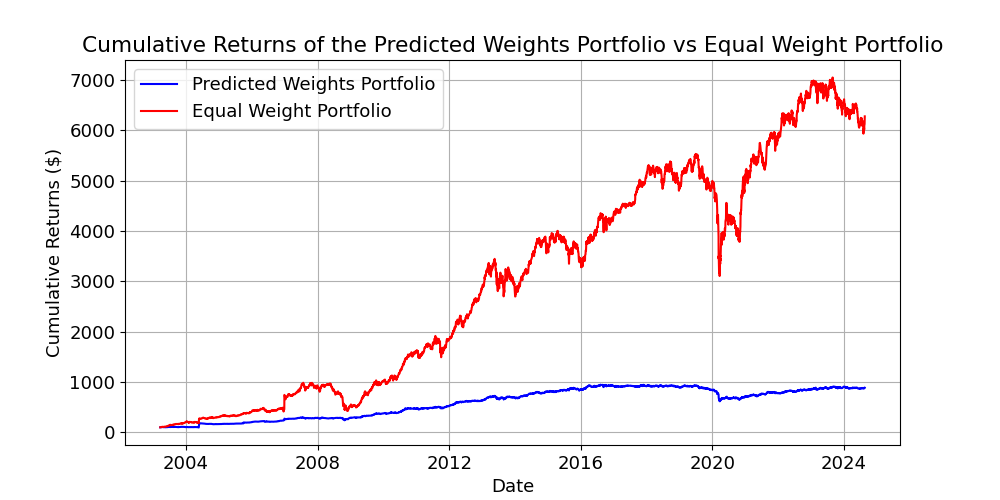 Cumulative Returns of the Predicted Weights Portfolio vs Equal Weight Portfolio
Predicted Weights Portfolio
Equal Weight Portfolio
Cumulative Returns ($)
7000
6000
5000
4000
3000
2000
1000
0
2004 2008 2012 2016 2020 2024
Date